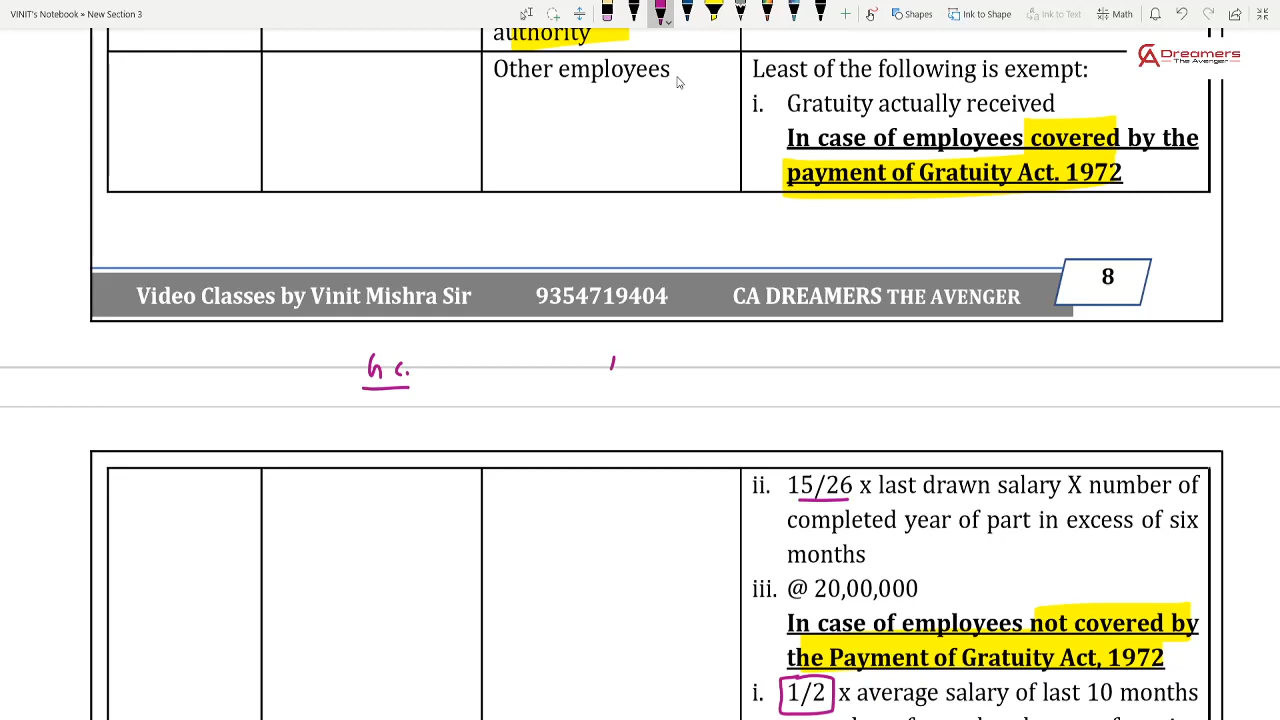 VINIT's Notebook » New Section 3
Shapes
Ink to Shape
Ink to Text
Math
Share
authority
CA Dreamers
The Avenger
Other employees
Least of the following is exempt:
i. Gratuity actually received
In case of employees covered by the
payment of Gratuity Act. 1972
8
Video Classes by Vinit Mishra Sir 9354719404 CA DREAMERS THE AVENGER
ii. 15/26 x last drawn salary X number of
completed year of part in excess of six
months
iii. @ 20,00,000
In case of employees not covered by
the Payment of Gratuity Act, 1972
i. 1/2 x average salary of last 10 months